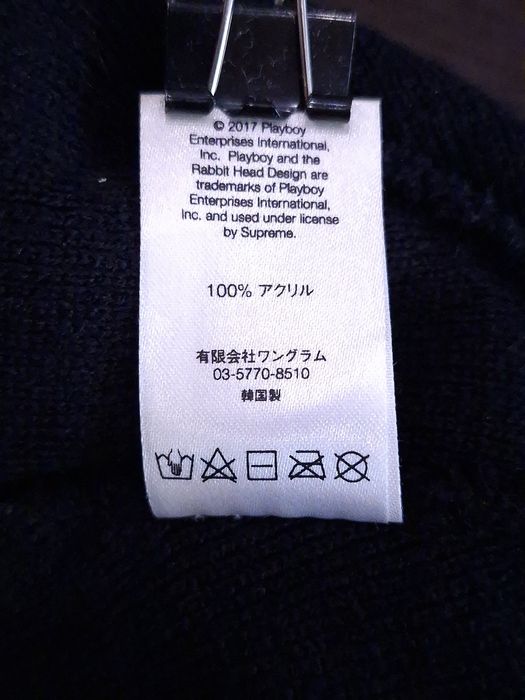 © 2017 Playboy
Enterprises International,
Inc. Playboy and the
Rabbit Head Design are
trademarks of Playboy
Enterprises International,
Inc. and used under license
by Supreme.
100% アクリル
有限会社ワングラム
03-5770-8510
韓国製